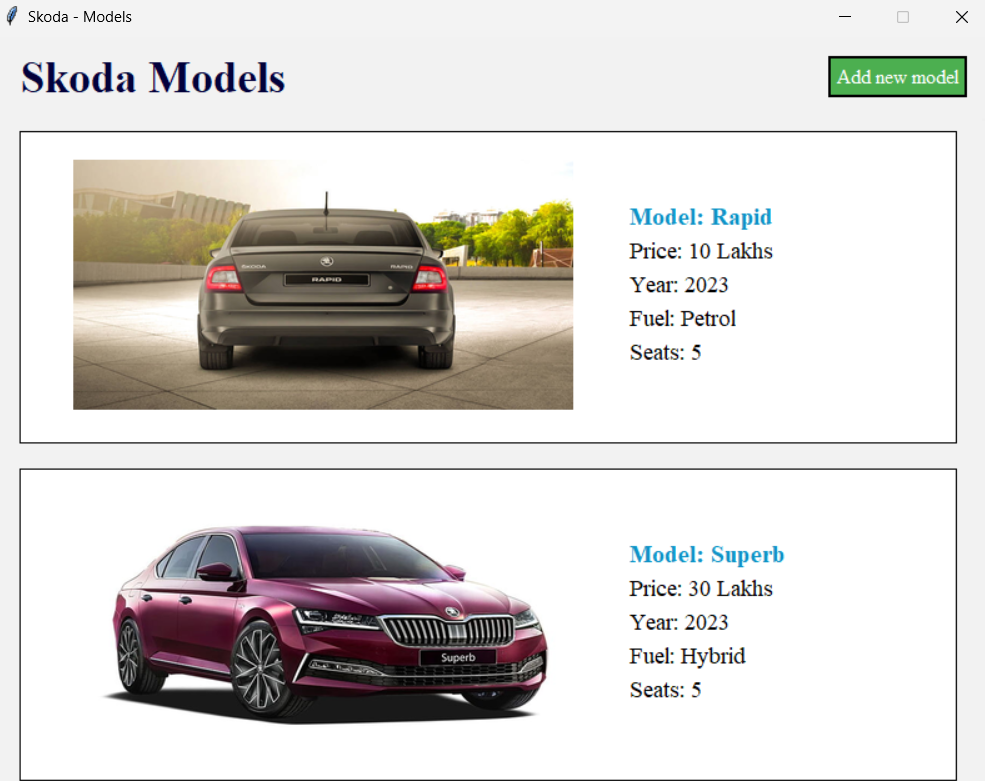 Skoda - Models
Skoda Models
Add new model
SKODA
RAPID
RAPID
Model: Rapid
Price: 10 Lakhs
Year: 2023
Fuel: Petrol
Seats: 5
Superb
Model: Superb
Price: 30 Lakhs
Year: 2023
Fuel: Hybrid
Seats: 5